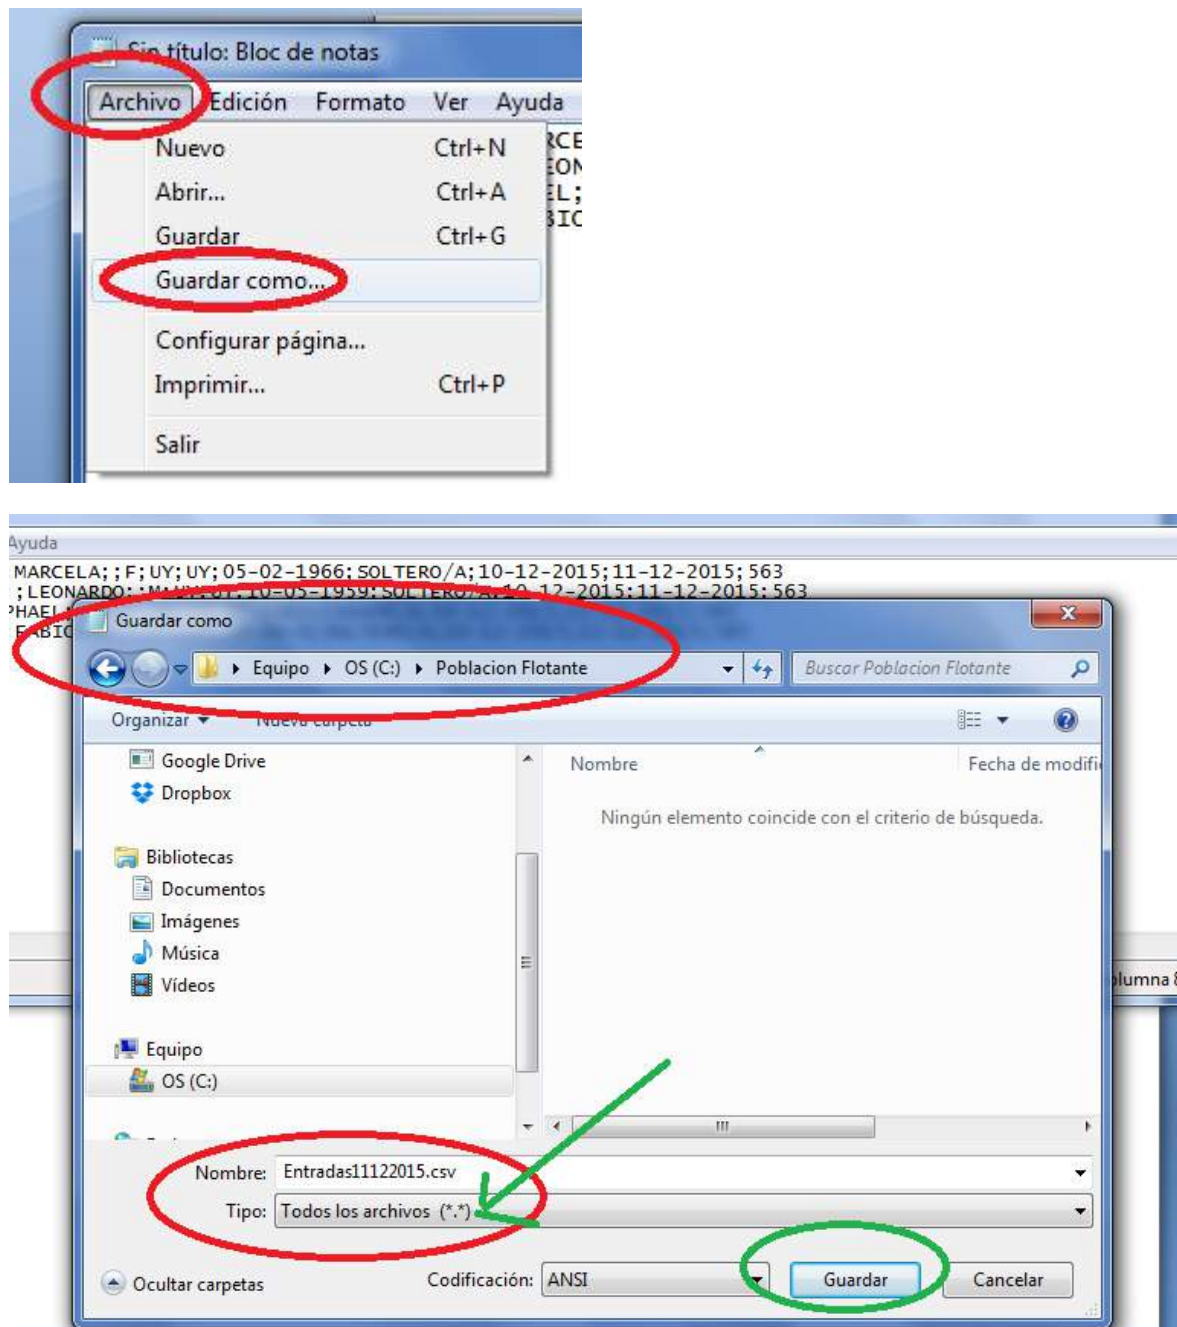 Sin título: Bloc de notas
Archivo Edición Formato Ver Ayuda
Nuevo Ctrl+N
Abrir... Ctrl+A
Guardar Ctrl+G
Guardar como...
Configurar página...
Imprimir... Ctrl+P
Salir
Ayuda
MARCELA;;F;UY;UY;05-02-1966;SOLTERO/A;10-12-2015;11-12-2015;563
Guardar como
Equipo OS (C:) Poblacion Flotante Buscar Poblacion Flotante
Organizar Nueva carpeta
Google Drive
Dropbox
Nombre Fecha de modifi
Ningún elemento coincide con el criterio de búsqueda.
Bibliotecas
Documentos
Imágenes
Música
Vídeos
Equipo
OS (C:)
Nombre: Entradas11122015.csv
Tipo: Todos los archivos (*.*)
Ocultar carpetas Codificación: ANSI Guardar Cancelar